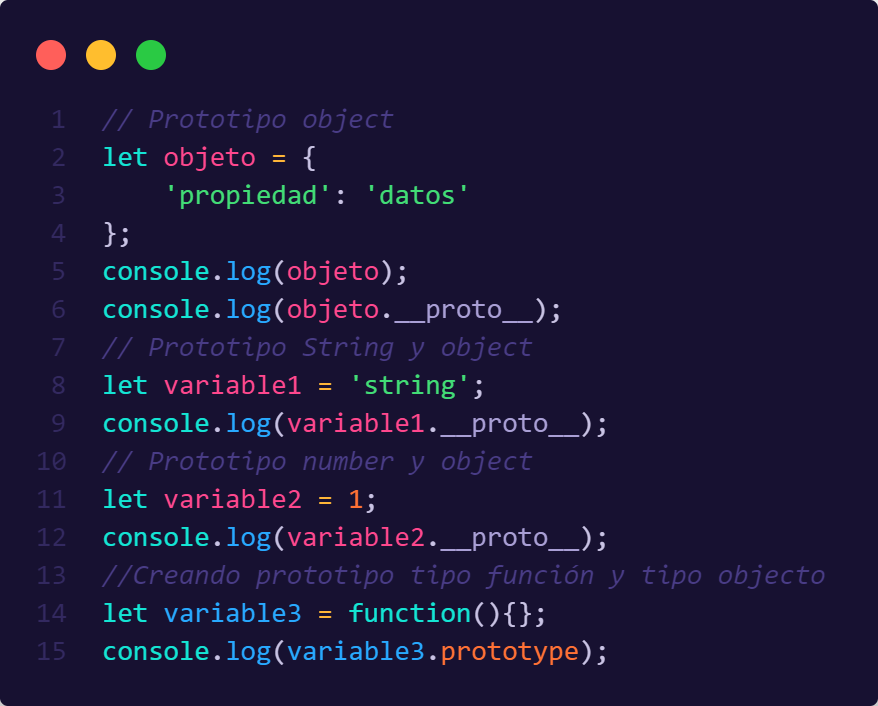 1 // Prototipo object
2 let objeto = {
3     'propiedad': 'datos'
4 };
5 console.log(objeto);
6 console.log(objeto.__proto__);
7 // Prototipo String y object
8 let variable1 = 'string';
9 console.log(variable1.__proto__);
10 // Prototipo number y object
11 let variable2 = 1;
12 console.log(variable2.__proto__);
13 //Creando prototipo tipo función y tipo objecto
14 let variable3 = function(){};
15 console.log(variable3.prototype);